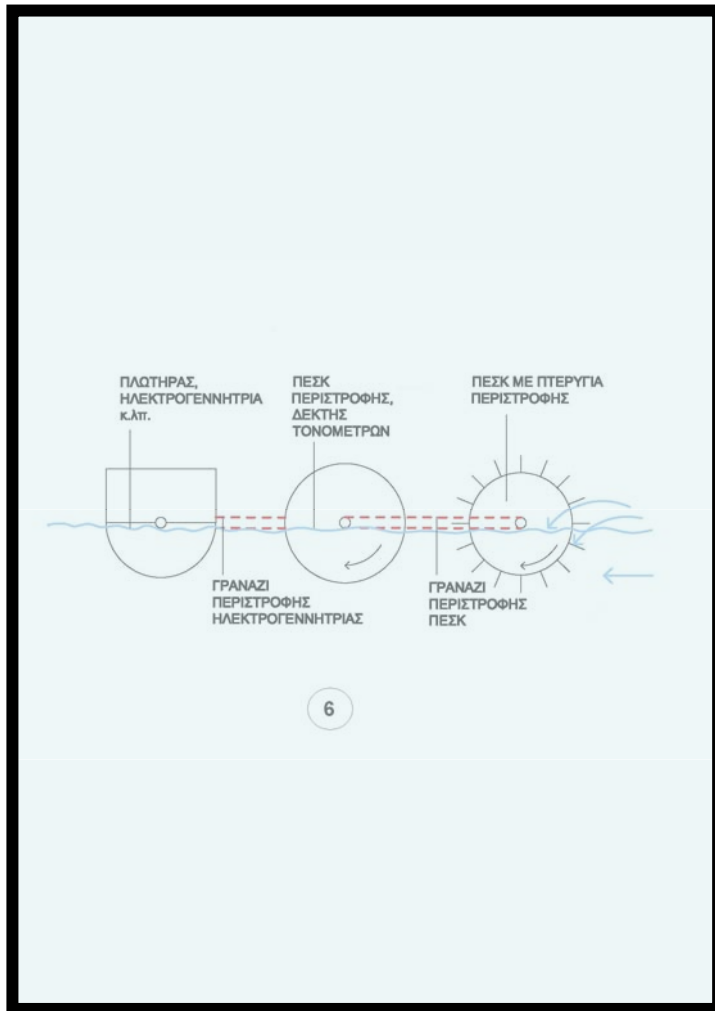 ΠΛΩΤΗΡΑΣ,
ΗΛΕΚΤΡΟΓΕΝΝΗΤΡΙΑ
κ.λπ.
ΠΕΣΚ
ΠΕΡΙΣΤΡΟΦΗΣ,
ΔΕΚΤΗΣ
ΤΟΝΟΜΕΤΡΩΝ
ΠΕΣΚ ΜΕ ΠΤΕΡΥΓΙΑ
ΠΕΡΙΣΤΡΟΦΗΣ
ΓΡΑΝΑΖΙ
ΠΕΡΙΣΤΡΟΦΗΣ
ΗΛΕΚΤΡΟΓΕΝΝΗΤΡΙΑΣ
ΓΡΑΝΑΖΙ
ΠΕΡΙΣΤΡΟΦΗΣ
ΠΕΣΚ
6